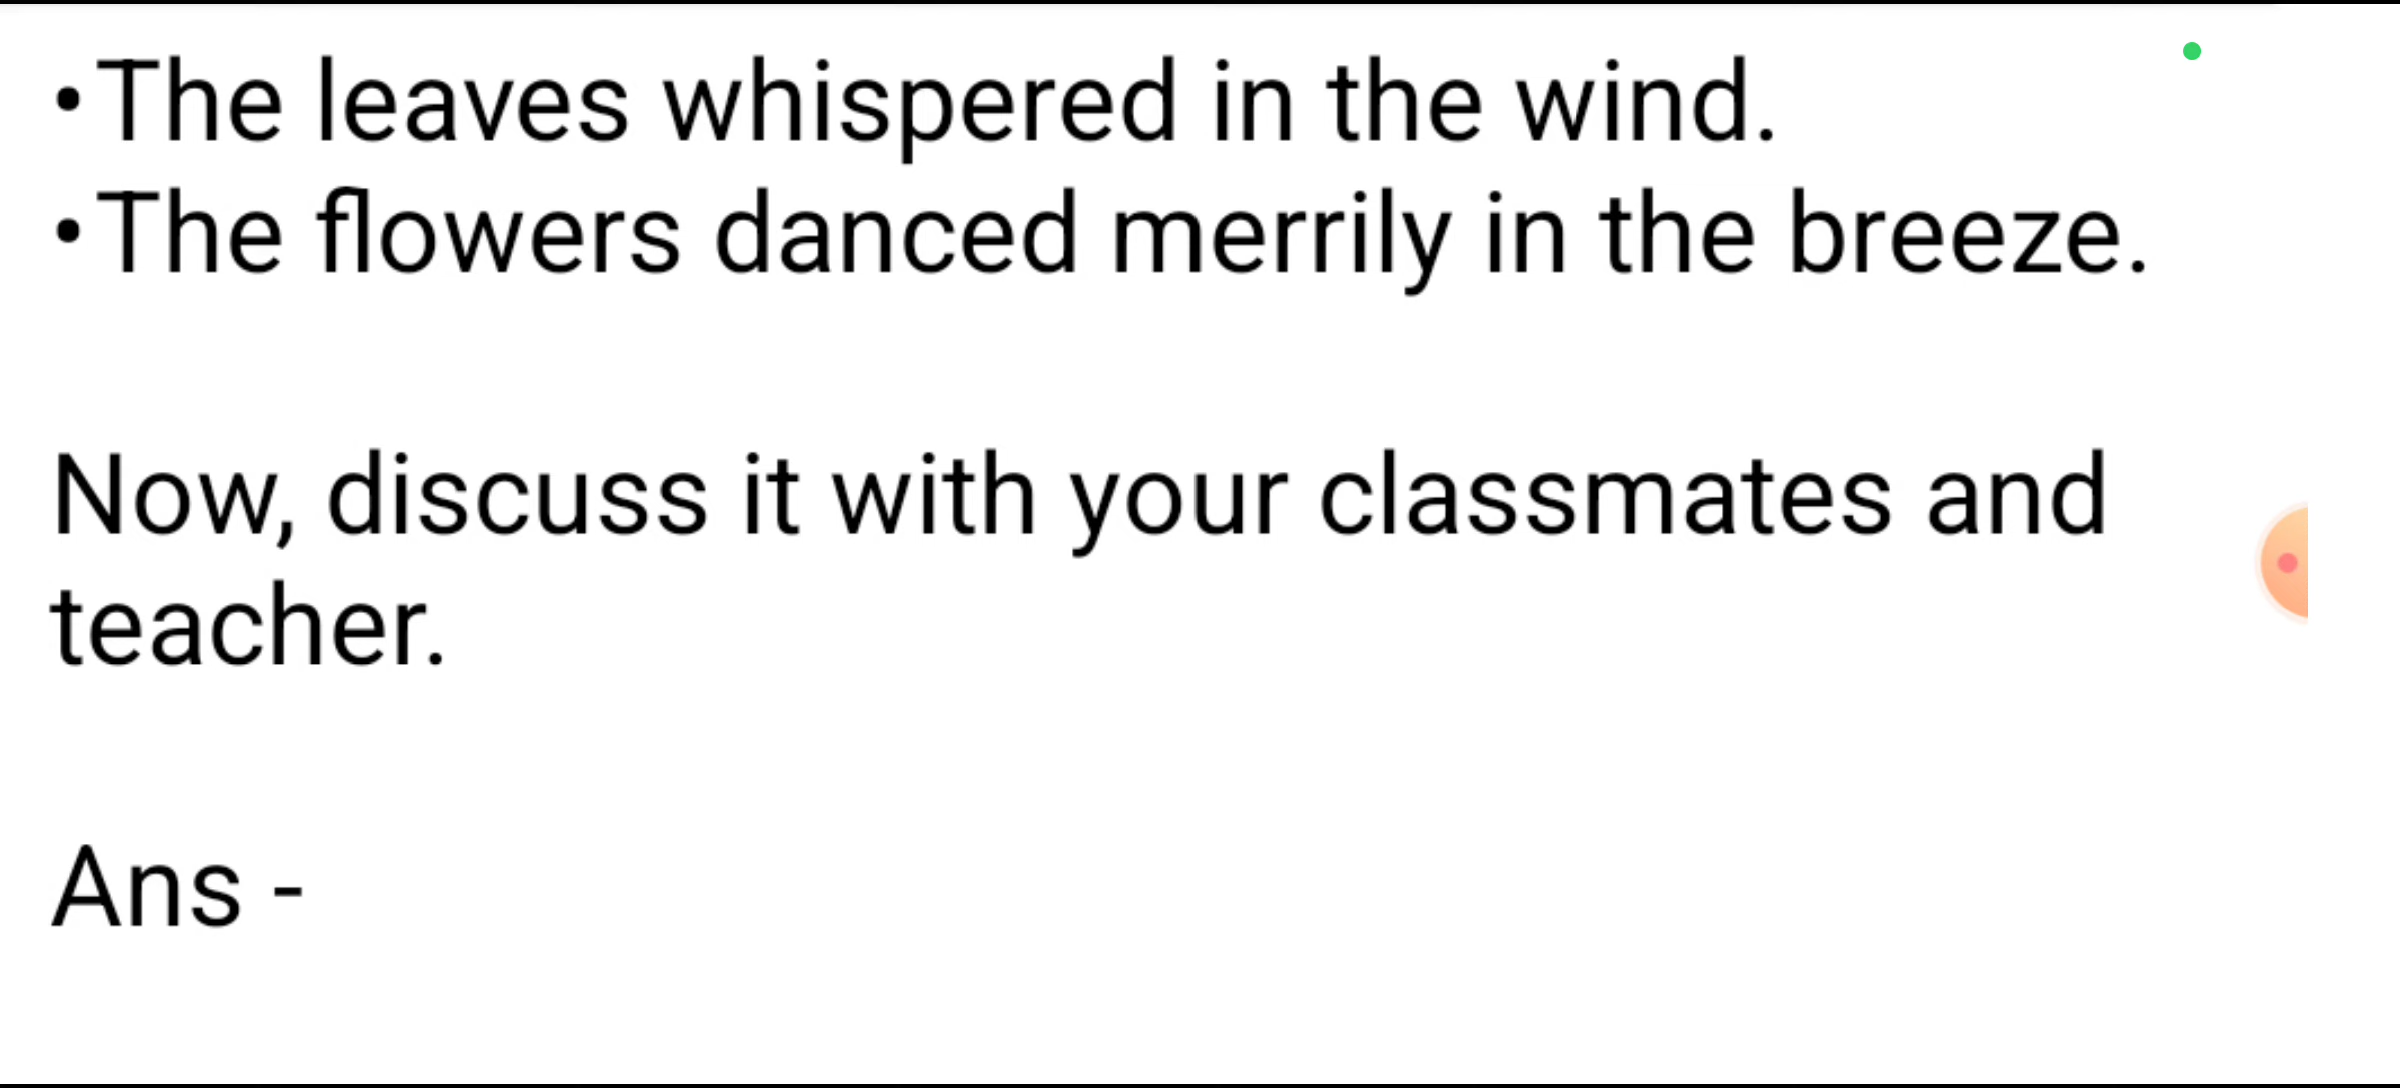 •The leaves whispered in the wind.
•The flowers danced merrily in the breeze.
Now, discuss it with your classmates and
teacher.
Ans -